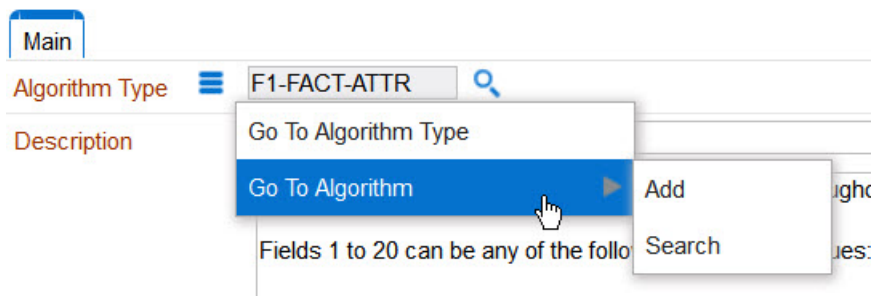 Main
Algorithm Type F1-FACT-ATTR
Description
Go To Algorithm Type
Go To Algorithm
Add
Search
Fields 1 to 20 can be any of the